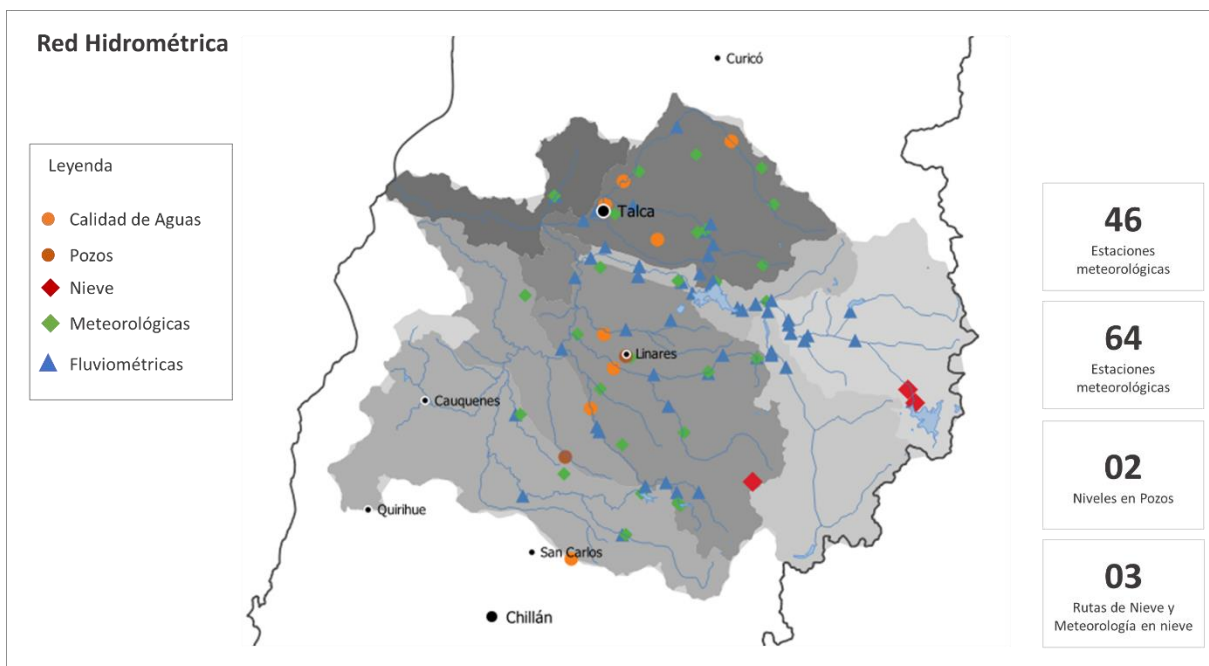 Red Hidrométrica
Leyenda
Calidad de Aguas
Pozos
Nieve
Meteorológicas
Fluviométricas
Curicó
Talca
Linares
Cauquenes
Quirihue
San Carlos
Chillán
46
Estaciones
meteorológicas
64
Estaciones
meteorológicas
02
Niveles en Pozos
03
Rutas de Nieve y
Meteorología en nieve